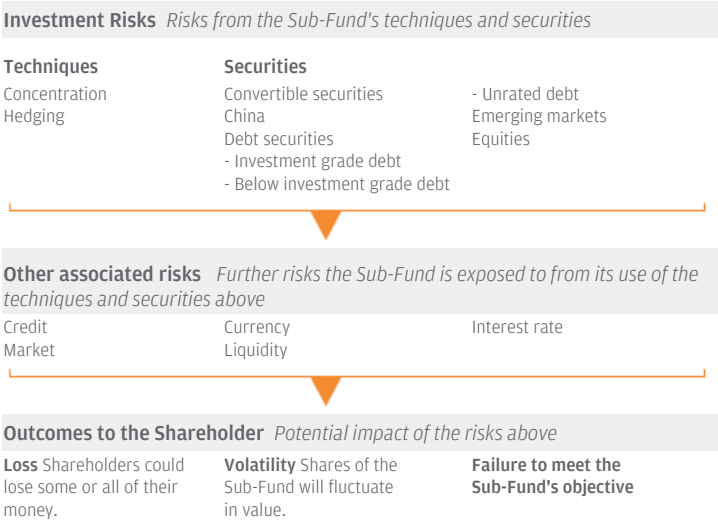 Investment Risks Risks from the Sub-Fund's techniques and securities
Techniques
Concentration
Hedging
Securities
Convertible securities
China
Debt securities
- Investment grade debt
- Below investment grade debt
- Unrated debt
Emerging markets
Equities
Other associated risks Further risks the Sub-Fund is exposed to from its use of the
techniques and securities above
Credit
Market
Currency
Liquidity
Interest rate
Outcomes to the Shareholder Potential impact of the risks above
Loss Shareholders could
lose some or all of their
money.
Volatility Shares of the
Sub-Fund will fluctuate
in value.
Failure to meet the
Sub-Fund's objective